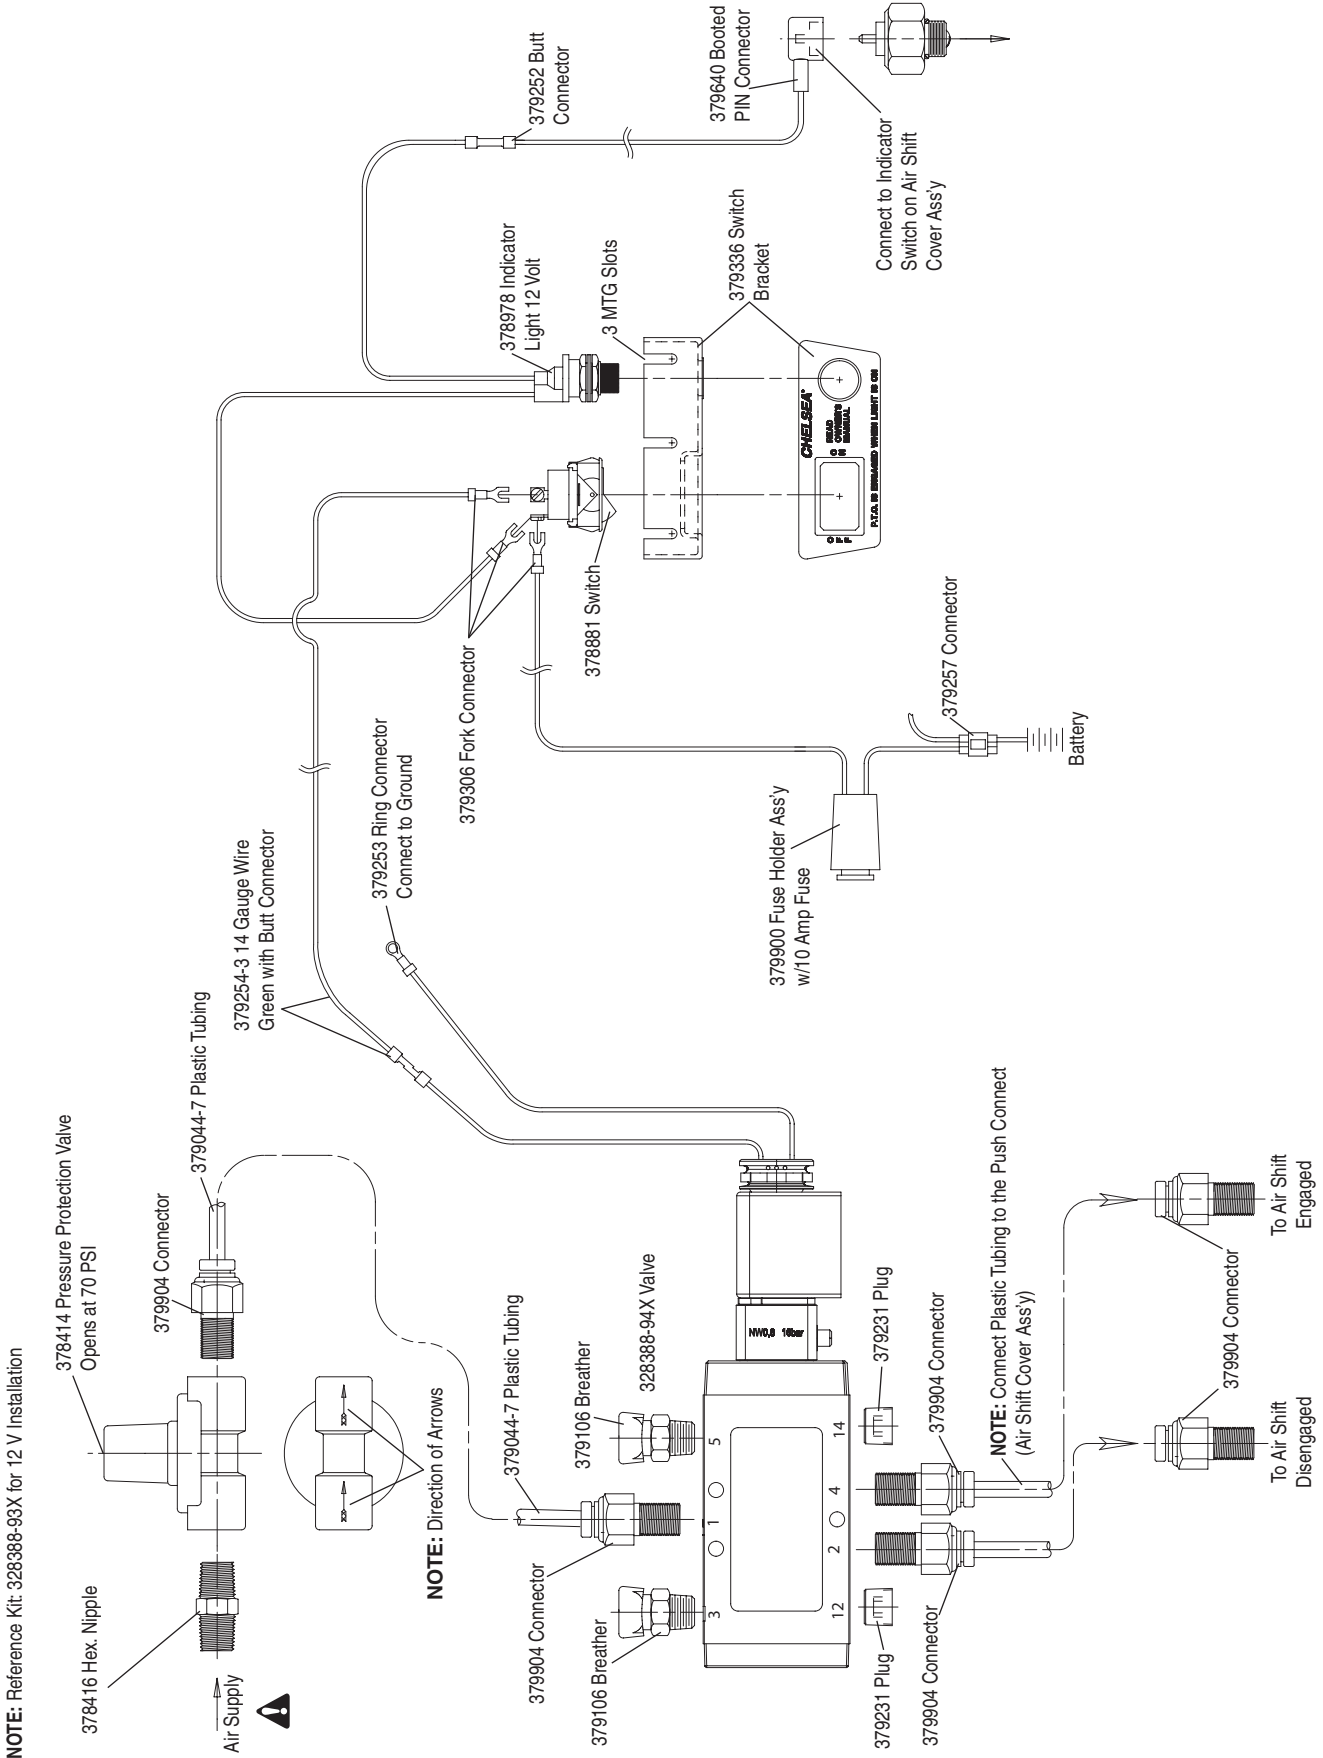 NOTE: Reference Kit: 328388-93X for 12 V Installation
378416 Hex. Nipple
Air Supply
378414 Pressure Protection Valve
Opens at 70 PSI
379904 Connector
379044-7 Plastic Tubing
NOTE: Direction of Arrows
379254-3 14 Gauge Wire
Green with Butt Connector
379253 Ring Connector
Connect to Ground
379306 Fork Connector
378881 Switch
378978 Indicator
Light 12 Volt
379252 Butt
Connector
3 MTG Slots
379336 Switch
Bracket
379640 Booted
PIN Connector
Connect to Indicator
Switch on Air Shift
Cover Ass'y
CHELSEA®
READ
OWNER'S
MANUAL
OFF
ON
P.T.O. IS ENGAGED WHEN LIGHT IS ON
379900 Fuse Holder Ass'y
w/10 Amp Fuse
379257 Connector
Battery
379904 Connector
379044-7 Plastic Tubing
379106 Breather
379106 Breather
328388-94X Valve
NW0,8 16bar
3
1
5
12
2
4
14
379231 Plug
379231 Plug
379904 Connector
379904 Connector
NOTE: Connect Plastic Tubing to the Push Connect
(Air Shift Cover Ass'y)
379904 Connector
To Air Shift
Disengaged
To Air Shift
Engaged